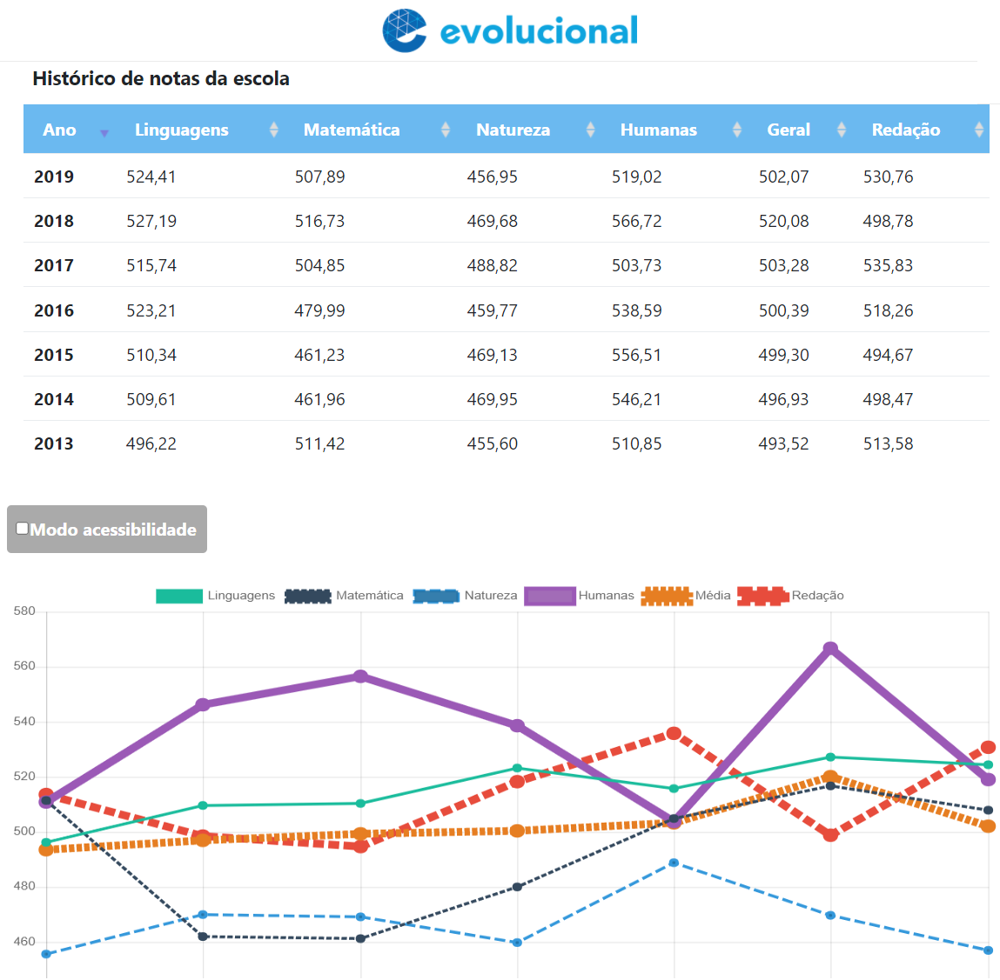 evolucional
Histórico de notas da escola
Ano Linguagens Matemática Natureza Humanas Geral Redação
2019 524,41 507,89 456,95 519,02 502,07 530,76
2018 527,19 516,73 469,68 566,72 520,08 498,78
2017 515,74 504,85 488,82 503,73 503,28 535,83
2016 523,21 479,99 459,77 538,59 500,39 518,26
2015 510,34 461,23 469,13 556,51 499,30 494,67
2014 509,61 461,96 469,95 546,21 496,93 498,47
2013 496,22 511,42 455,60 510,85 493,52 513,58
Modo acessibilidade
Linguagens Matemática Natureza Humanas Média Redação
580
560
540
520
500
480
460